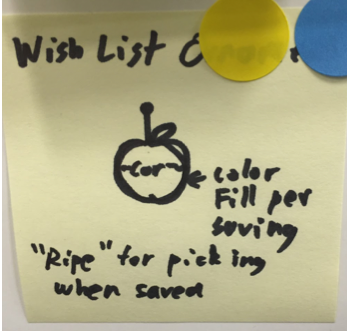 Wish List
Car
color
Fill per
saving
"Ripe" for picking
when saved